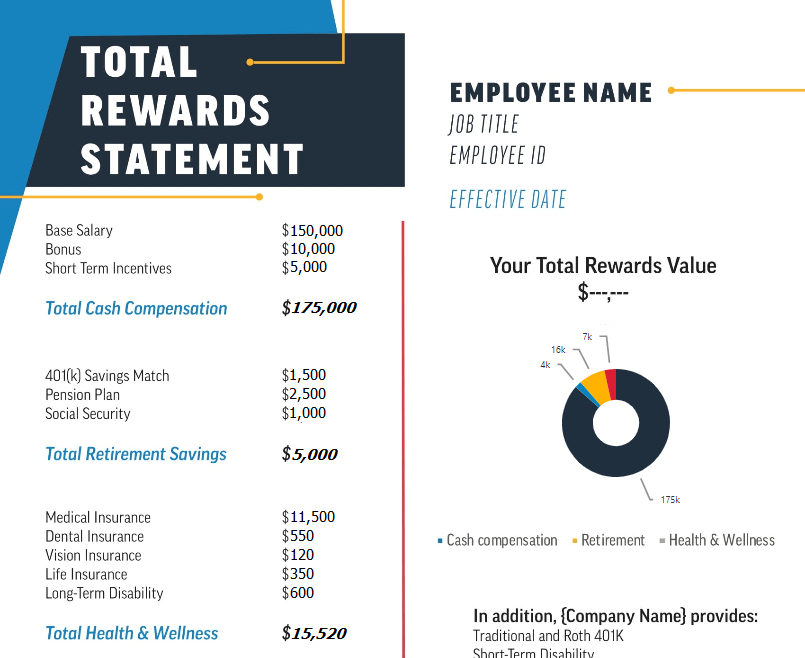 TOTAL
REWARDS
STATEMENT
Base Salary $150,000
Bonus $10,000
Short Term Incentives $5,000
Total Cash Compensation $175,000
401(k) Savings Match $1,500
Pension Plan $2,500
Social Security $1,000
Total Retirement Savings $5,000
Medical Insurance $11,500
Dental Insurance $550
Vision Insurance $120
Life Insurance $350
Long-Term Disability $600
Total Health & Wellness $15,520
EMPLOYEE NAME
JOB TITLE
EMPLOYEE ID
EFFECTIVE DATE
Your Total Rewards Value
$---,---
7k
16k
4k
175k
Cash compensation Retirement Health & Wellness
In addition, {Company Name} provides:
Traditional and Roth 401K
Short-Term Disability